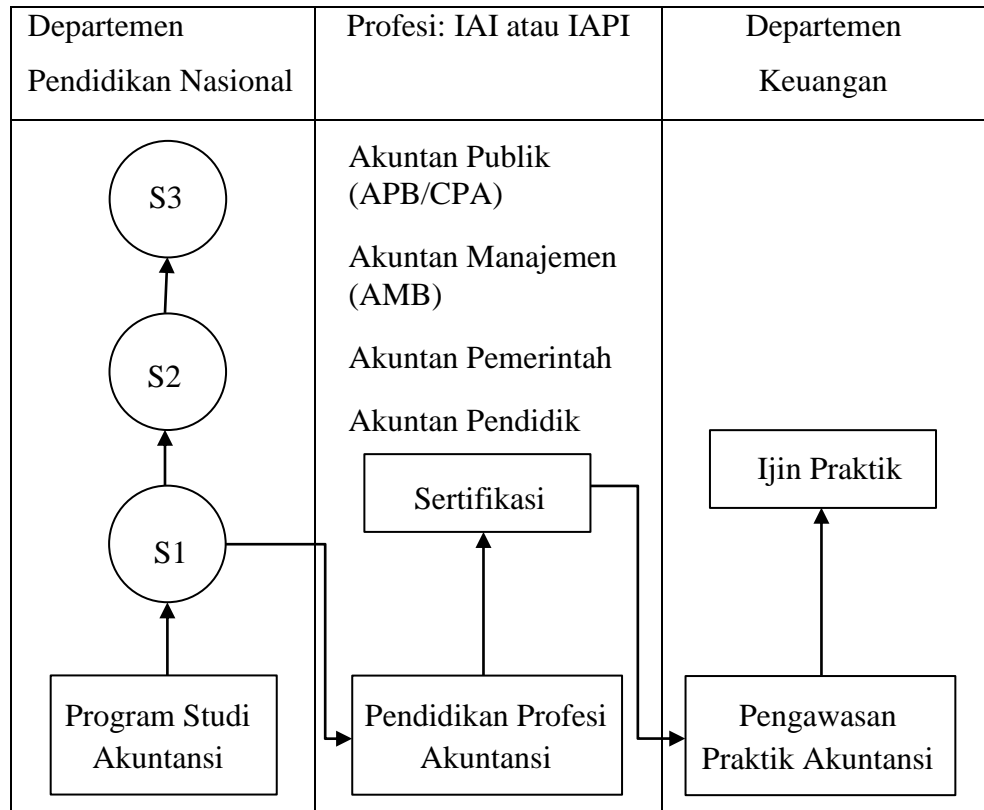 Departemen
Pendidikan Nasional
Profesi: IAI atau IAPI
Departemen
Keuangan
S3
S2
S1
Program Studi
Akuntansi
Akuntan Publik
(APB/CPA)
Akuntan Manajemen
(AMB)
Akuntan Pemerintah
Akuntan Pendidik
Sertifikasi
Pendidikan Profesi
Akuntansi
Ijin Praktik
Pengawasan
Praktik Akuntansi